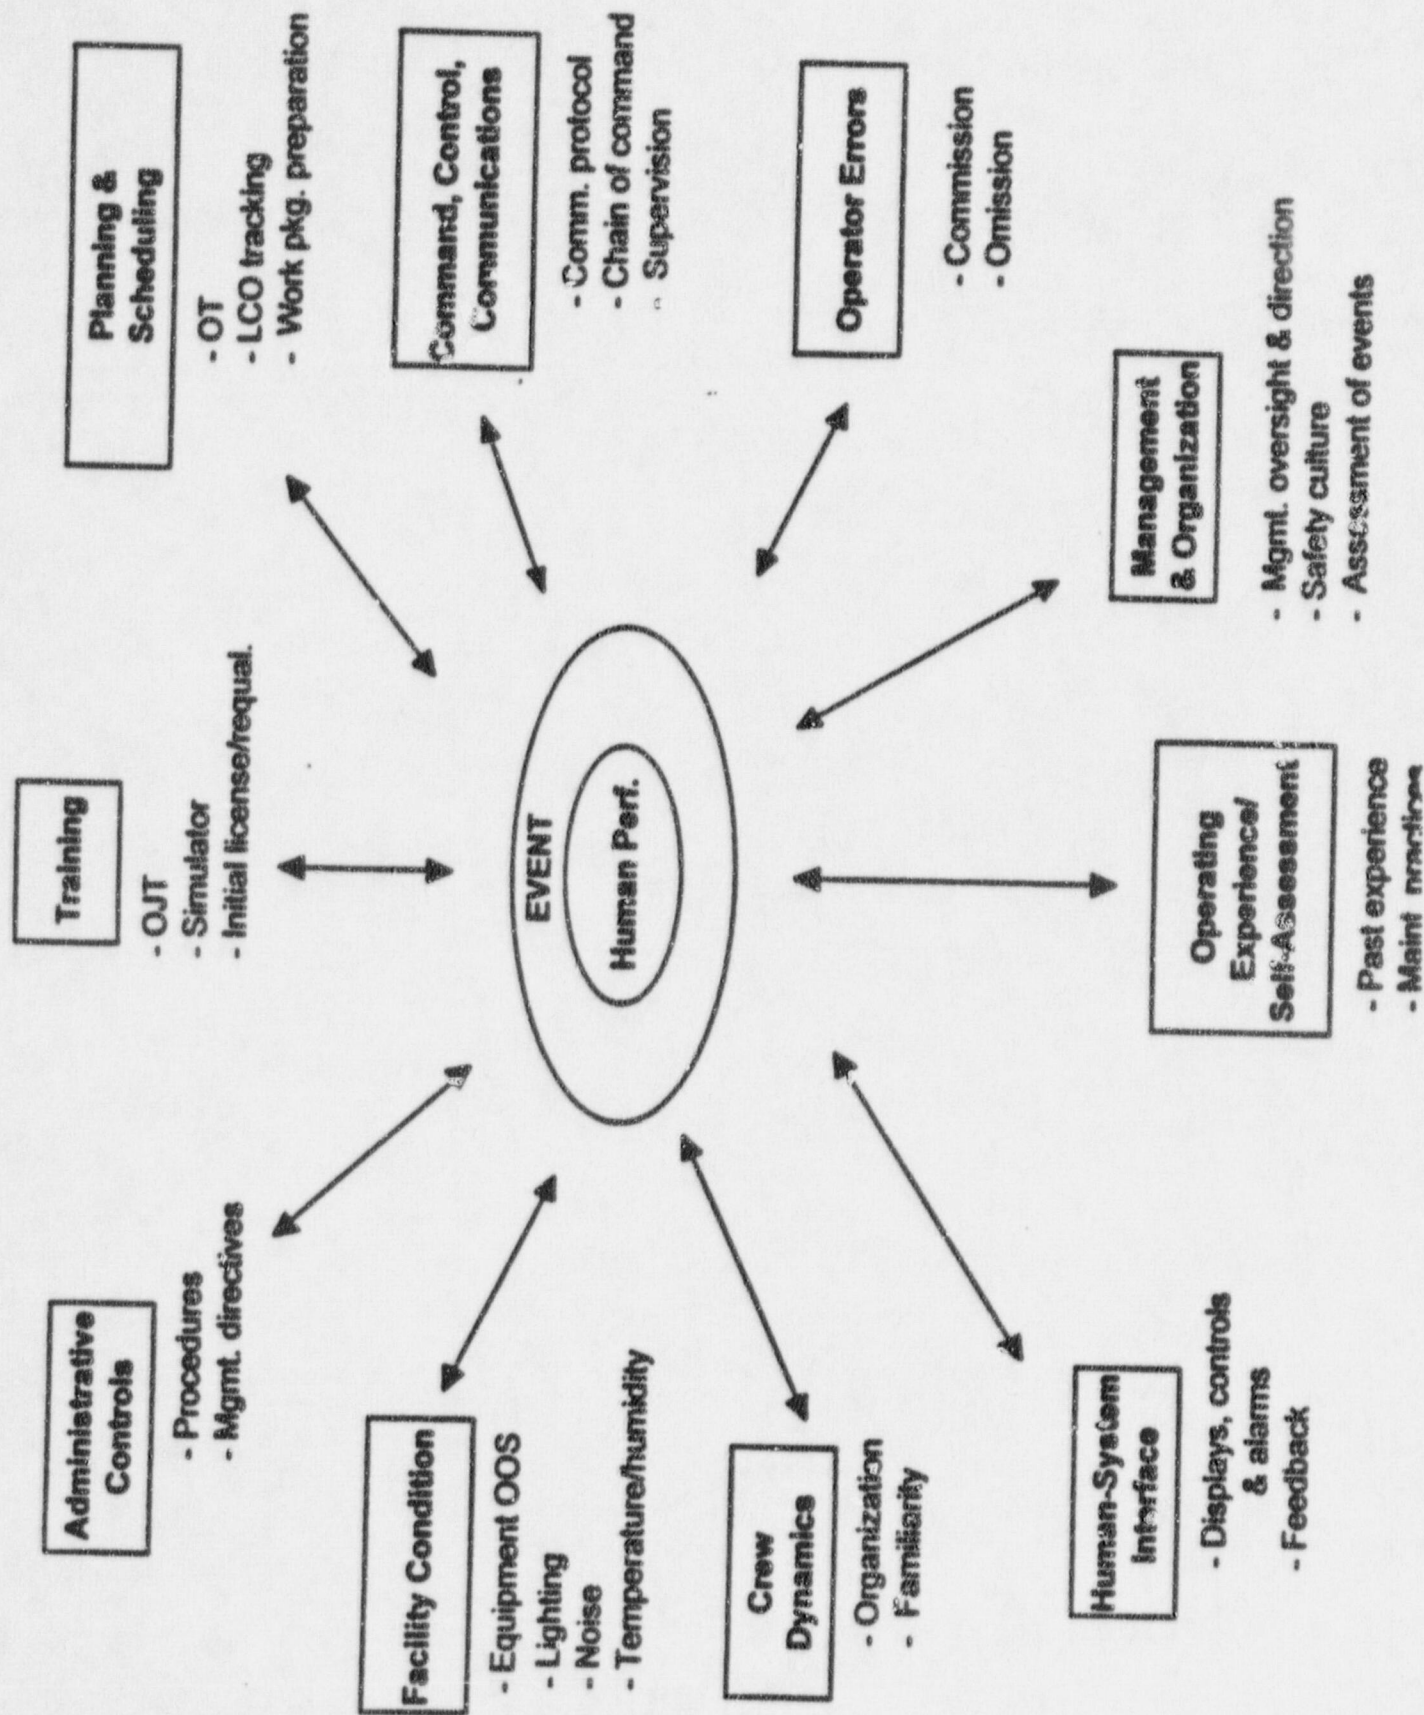 Training
- OJT
- Simulator
- Initial license/requal.
Planning &
Scheduling
- OT
- LCO tracking
- Work pkg. preparation
Command, Control,
Communications
- Comm. protocol
- Chain of command
- Supervision
Operator Errors
- Commission
- Omission
Management
& Organization
- Mgmt. oversight & direction
- Safety culture
- Assessment of events
Operating
Experience/
Self-Assessment
- Past experience
- Maint. practices
Human-System
Interface
- Displays, controls
& alarms
- Feedback
Crew
Dynamics
- Organization
- Familiarity
Facility Condition
- Equipment OOS
- Lighting
- Noise
- Temperature/humidity
Administrative
Controls
- Procedures
- Mgmt. directives
EVENT
Human Perf.